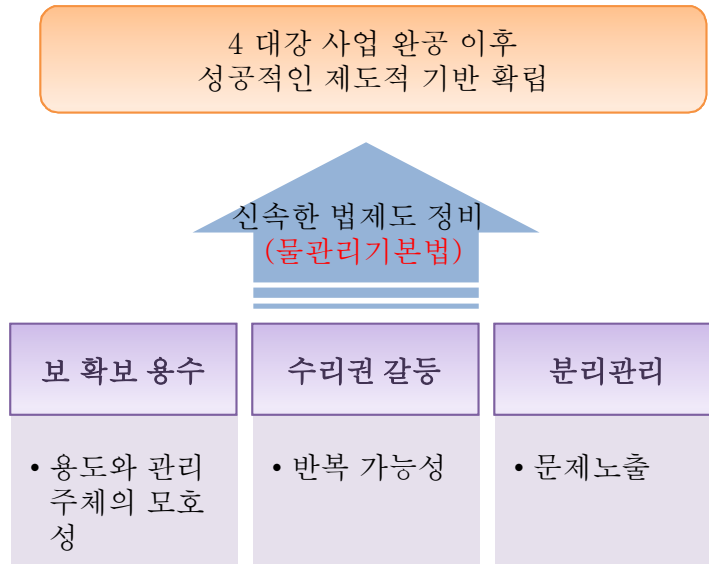 4 대강 사업 완공 이후
성공적인 제도적 기반 확립
신속한 법제도 정비
(물관리기본법)
보 확보 용수
수리권 갈등
분리관리
• 용도와 관리
주체의 모호
성
• 반복 가능성
• 문제노출